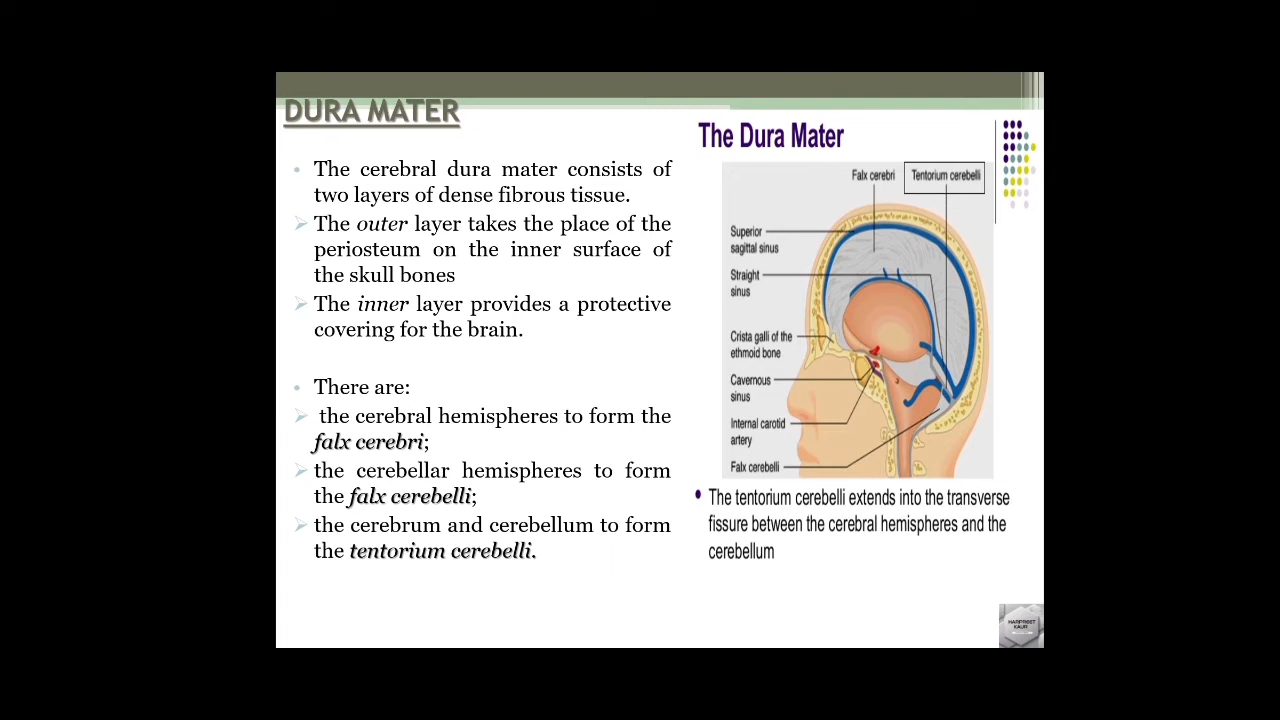 DURA MATER
The cerebral dura mater consists of
two layers of dense fibrous tissue.
The outer layer takes the place of the
periosteum on the inner surface of
the skull bones
The inner layer provides a protective
covering for the brain.
There are:
the cerebral hemispheres to form the
falx cerebri;
the cerebellar hemispheres to form
the falx cerebelli;
the cerebrum and cerebellum to form
the tentorium cerebelli.
The Dura Mater
Falx cerebri
Tentorium cerebelli
Superior
sagittal sinus
Straight
sinus
Crista galli of the
ethmoid bone
Cavernous
sinus
Internal carotid
artery
Falx cerebelli
The tentorium cerebelli extends into the transverse
fissure between the cerebral hemispheres and the
cerebellum
HARPREET
KAUR